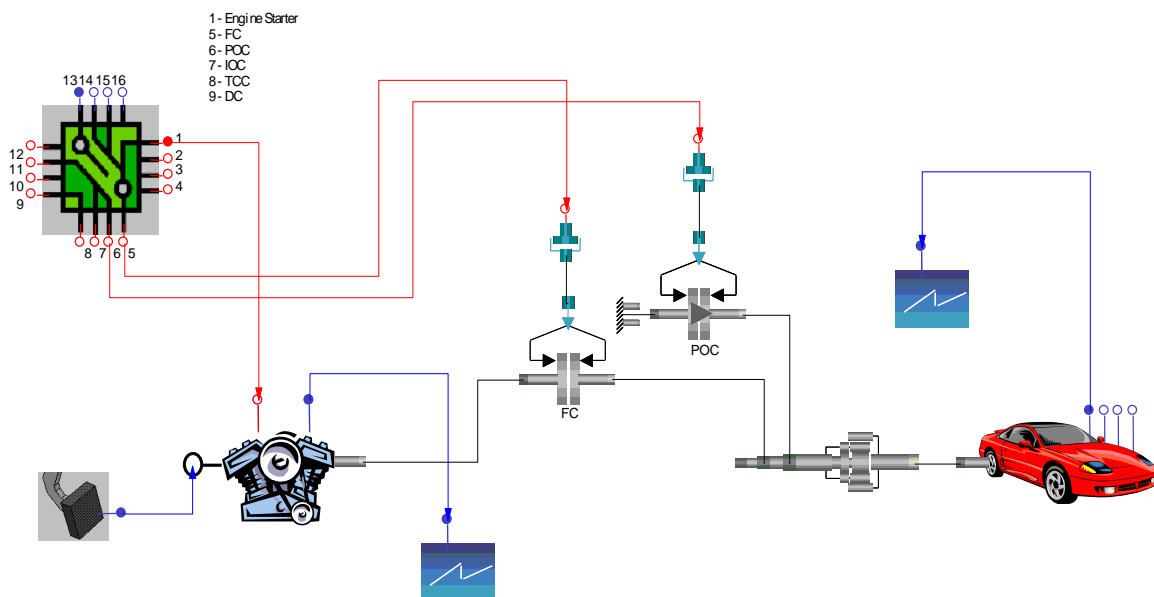 1 - Engine Starter
5 - FC
6 - POC
7 - IOC
8 - TCC
9 - DC
13 14 15 16
1
2
3
4
12
11
10
9
8 7 6 5
POC
FC